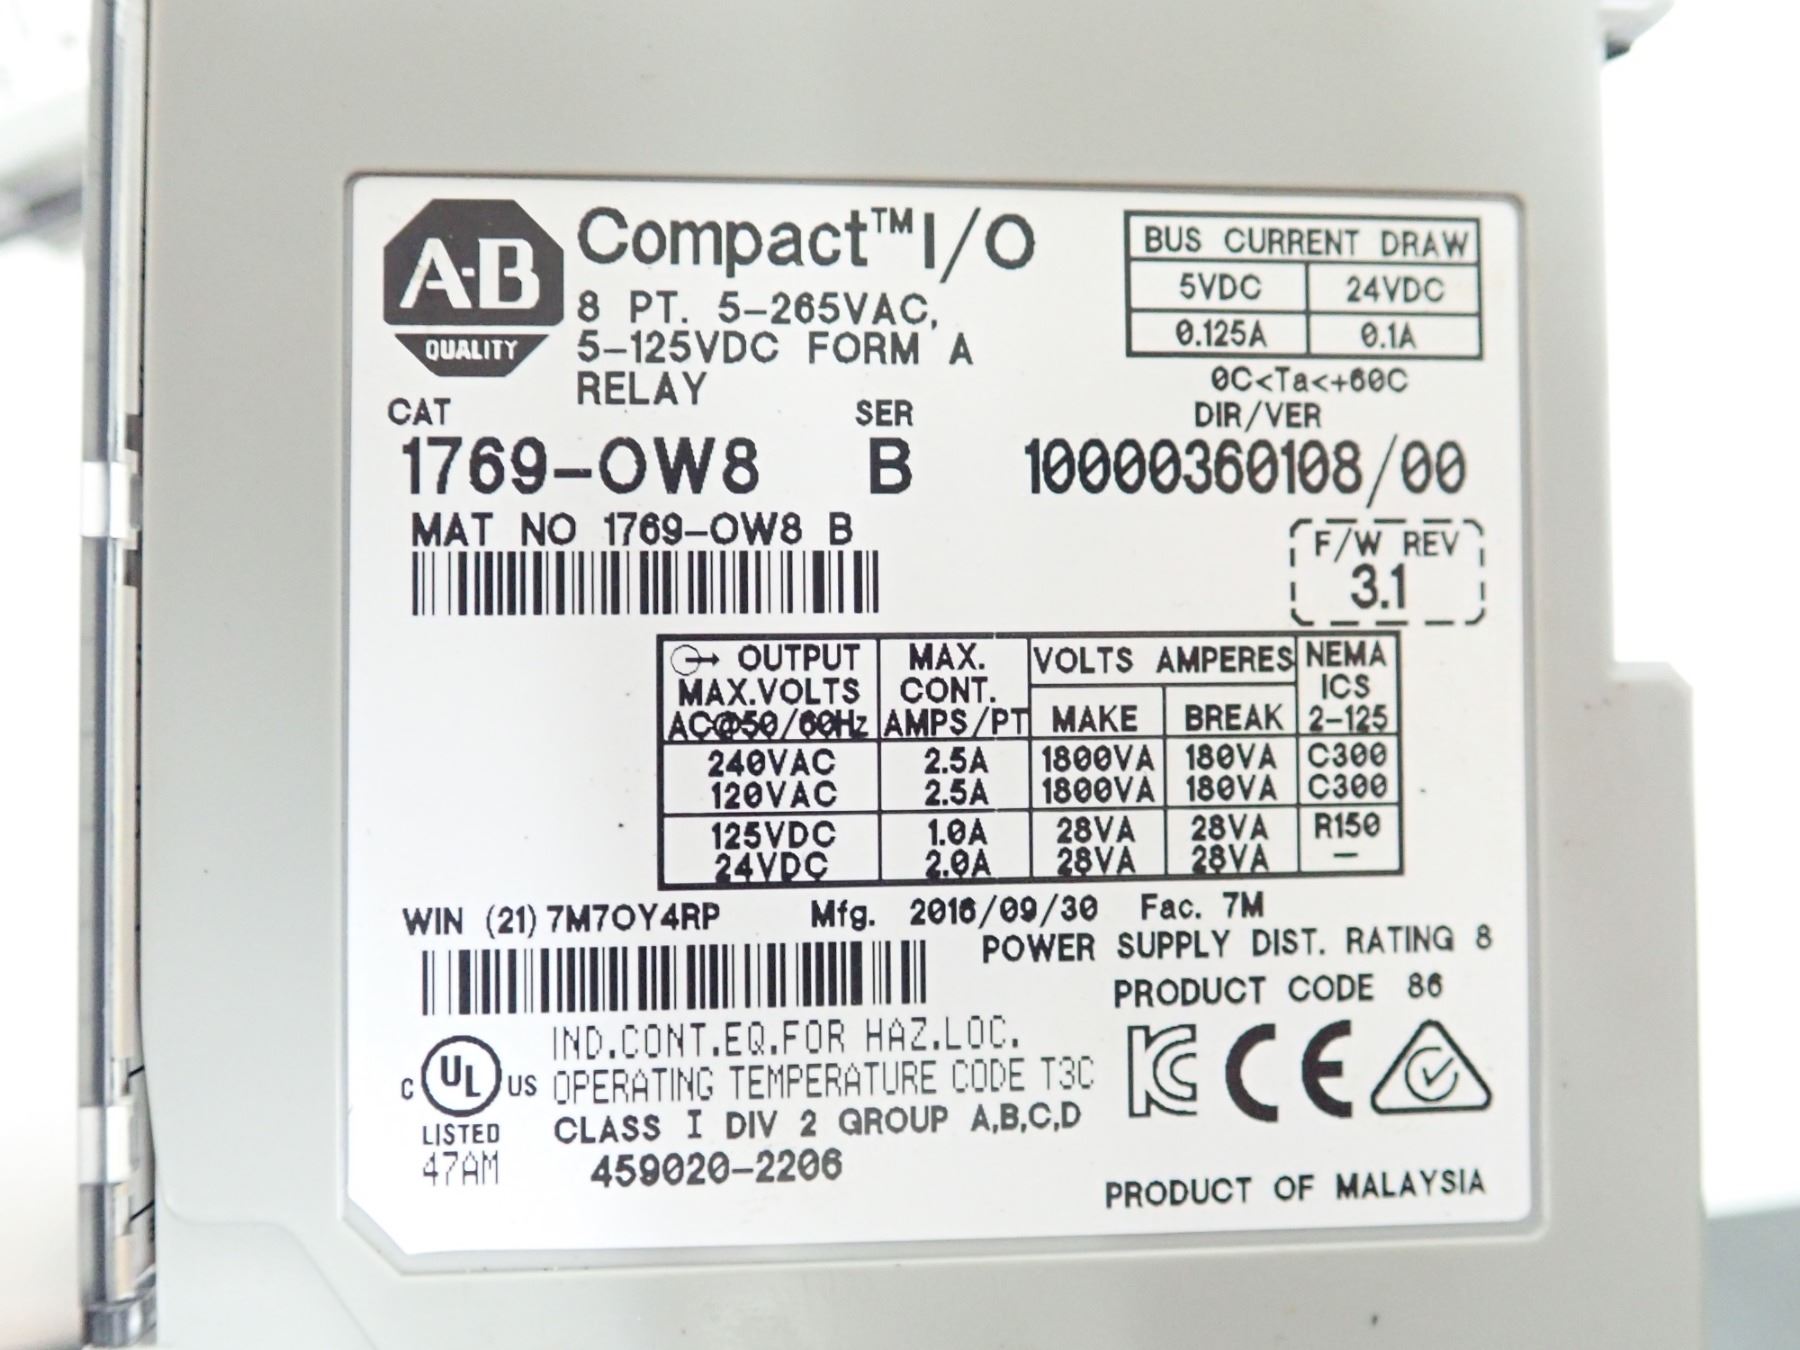 A-B
QUALITY
Compact™ I/O
8 PT. 5-265VAC,
5-125VDC FORM A
RELAY
BUS CURRENT DRAW
5VDC 24VDC
0.125A 0.1A
0C<Ta<+60C
CAT SER DIR/VER
1769-OW8 B 10000360108/00
MAT NO 1769-OW8 B
F/W REV
3.1
OUTPUT MAX.VOLTS AC@50/60Hz
MAX. CONT. AMPS/PT
VOLTS AMPERES
MAKE BREAK
NEMA ICS 2-125
240VAC 2.5A 1800VA 180VA C300
120VAC 2.5A 1800VA 180VA C300
125VDC 1.0A 28VA 28VA R150
24VDC 2.0A 28VA 28VA —
WIN (21) 7M7OY4RP Mfg. 2016/09/30 Fac. 7M
POWER SUPPLY DIST. RATING 8
PRODUCT CODE 86
C UL US
LISTED
47AM
IND.CONT.EQ.FOR HAZ.LOC.
OPERATING TEMPERATURE CODE T3C
CLASS I DIV 2 GROUP A,B,C,D
459020-2206
KC CE
PRODUCT OF MALAYSIA